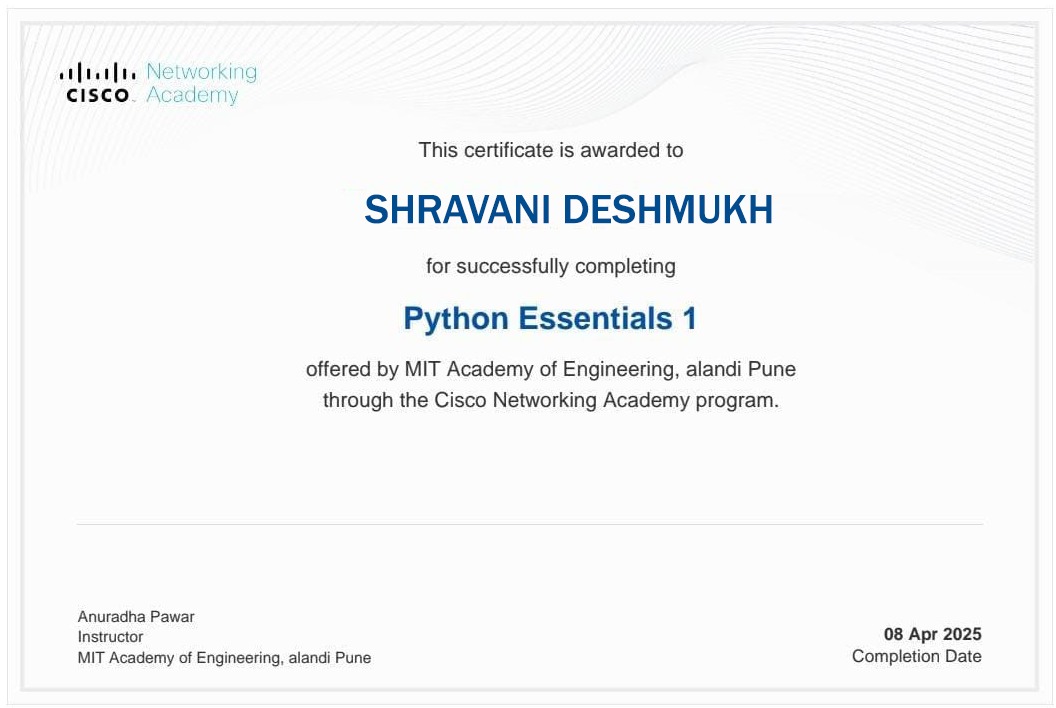 Networking
CISCO Academy
This certificate is awarded to
SHRAVANI DESHMUKH
for successfully completing
Python Essentials 1
offered by MIT Academy of Engineering, alandi Pune
through the Cisco Networking Academy program.
Anuradha Pawar
Instructor
MIT Academy of Engineering, alandi Pune
08 Apr 2025
Completion Date